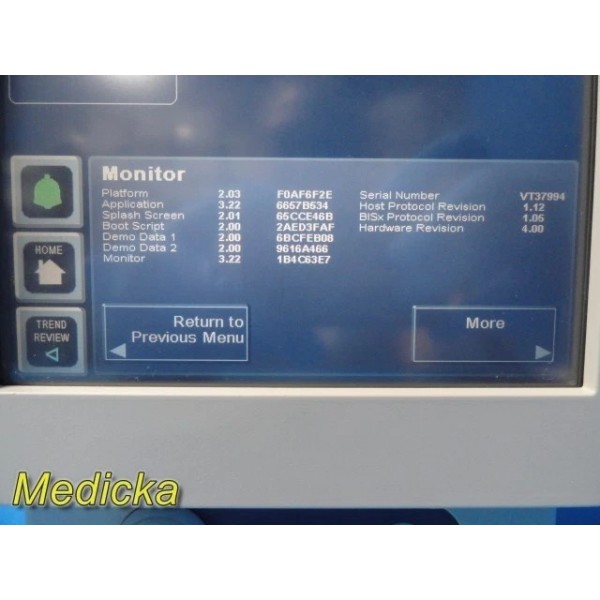 Monitor
Platform 2.03 F0AF6F2E Serial Number VT37994
Application 3.22 6657B534 Host Protocol Revision 1.12
Splash Screen 2.01 65CCE46B BISx Protocol Revision 1.05
Boot Script 2.00 2AED3FAF Hardware Revision 4.00
Demo Data 1 2.00 6BCFEB08
Demo Data 2 2.00 9616A466
Monitor 3.22 1B4C63E7
HOME
TREND
REVIEW
Return to
Previous Menu
More
Medicka